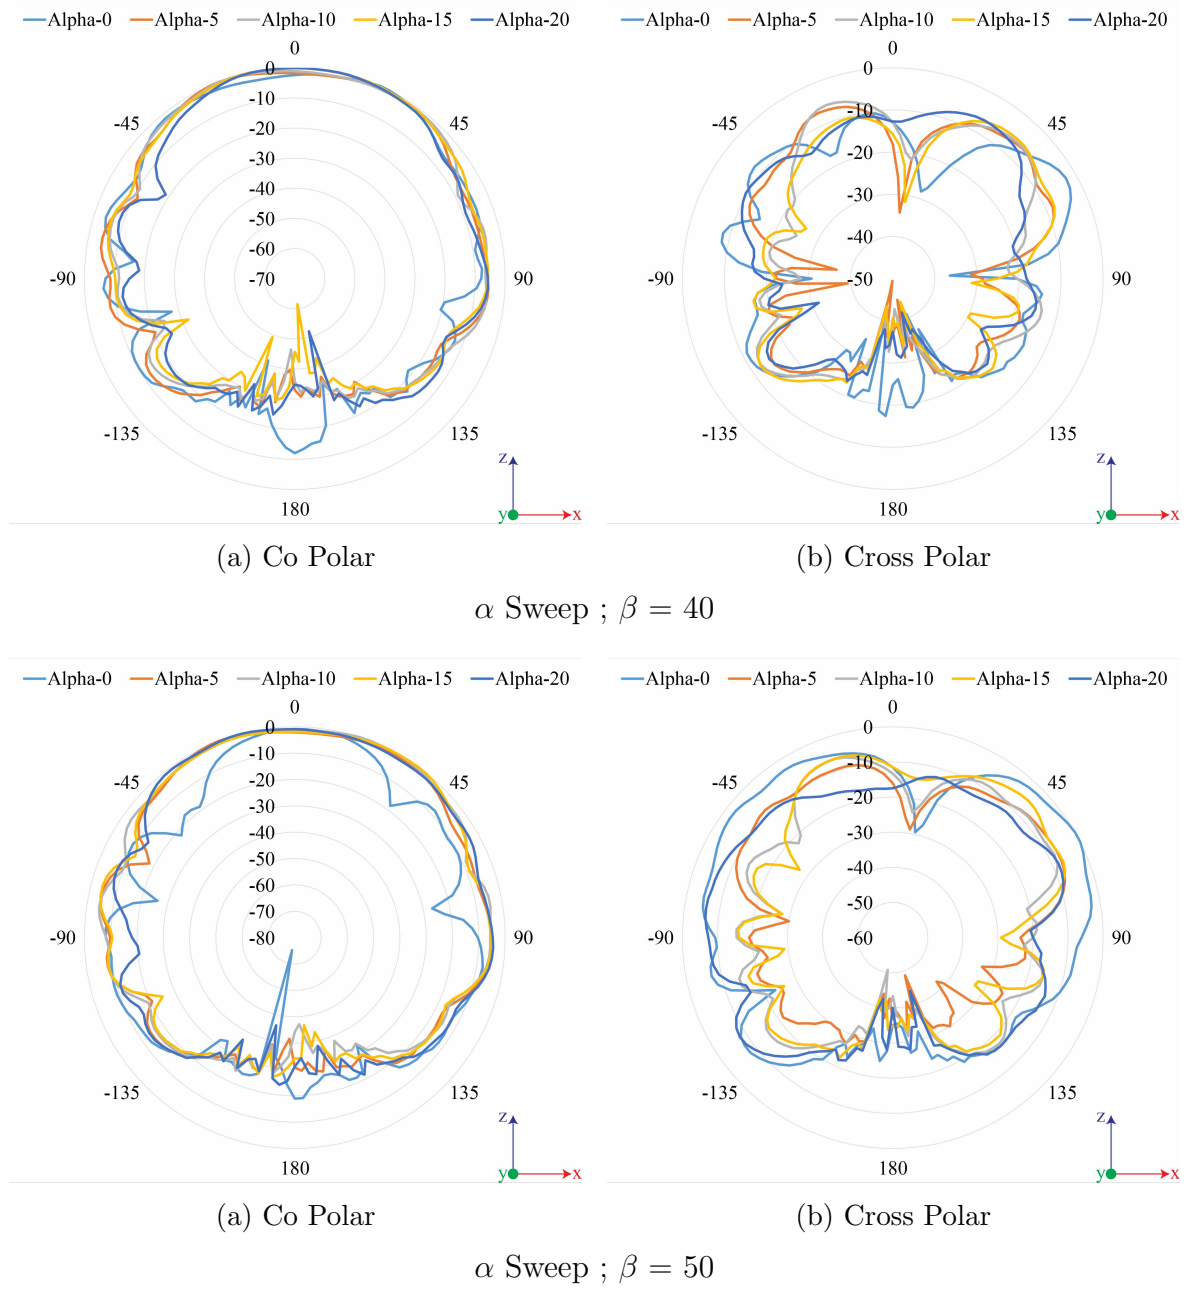 Alpha-0 Alpha-5 Alpha-10 Alpha-15 Alpha-20
0
0
-10
-20
-30
-40
-50
-60
-70
-45
45
-90
90
-135
135
180
z
y
x
(a) Co Polar
Alpha-0 Alpha-5 Alpha-10 Alpha-15 Alpha-20
0
0
-10
-20
-30
-40
-50
-45
45
-90
90
-135
135
180
z
y
x
(b) Cross Polar
α Sweep ; β = 40
Alpha-0 Alpha-5 Alpha-10 Alpha-15 Alpha-20
0
0
-10
-20
-30
-40
-50
-60
-70
-80
-45
45
-90
90
-135
135
180
z
y
x
(a) Co Polar
Alpha-0 Alpha-5 Alpha-10 Alpha-15 Alpha-20
0
0
-10
-20
-30
-40
-50
-60
-45
45
-90
90
-135
135
180
z
y
x
(b) Cross Polar
α Sweep ; β = 50